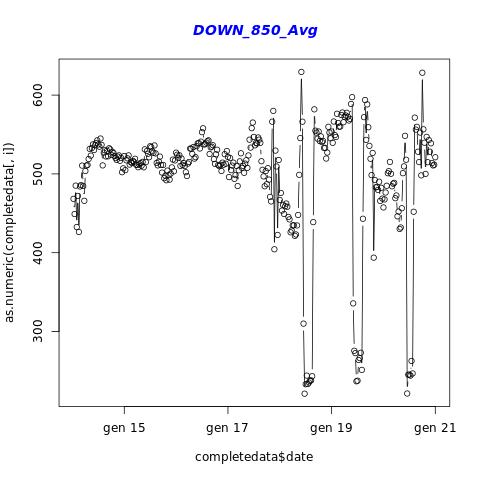 DOWN_850_Avg
as.numeric(completedata[, i])
600
500
400
300
gen 15
gen 17
gen 19
gen 21
completedata$date